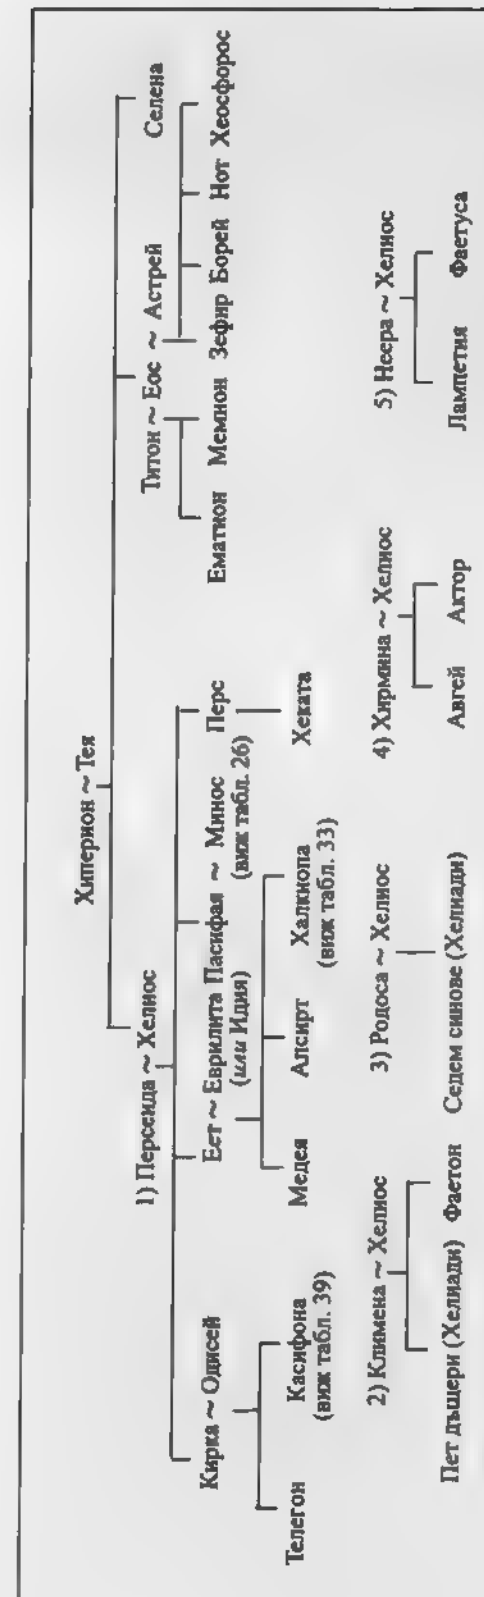 Хиперион ~ Тея
1) Персеида ~ Хелиос
Титон ~ Еос ~ Астрей
Селена
Кирка ~ Одисей
Еет ~ Еврилита
(или Идия)
Пасифая ~ Минос
(виж табл. 26)
Перс
Ематион
Мемнон
Зефир
Борей
Нот
Хеосфорос
Телегон
Касифона
(виж табл. 39)
Медея
Апсирт
Халкиопа
(виж табл. 33)
Хеката
2) Климена ~ Хелиос
3) Родоса ~ Хелиос
4) Хирмина ~ Хелиос
5) Неера ~ Хелиос
Пет дъщери (Хелиади)
Фаетон
Седем синове (Хелиади)
Авгей
Актор
Лампетия
Фаетуса